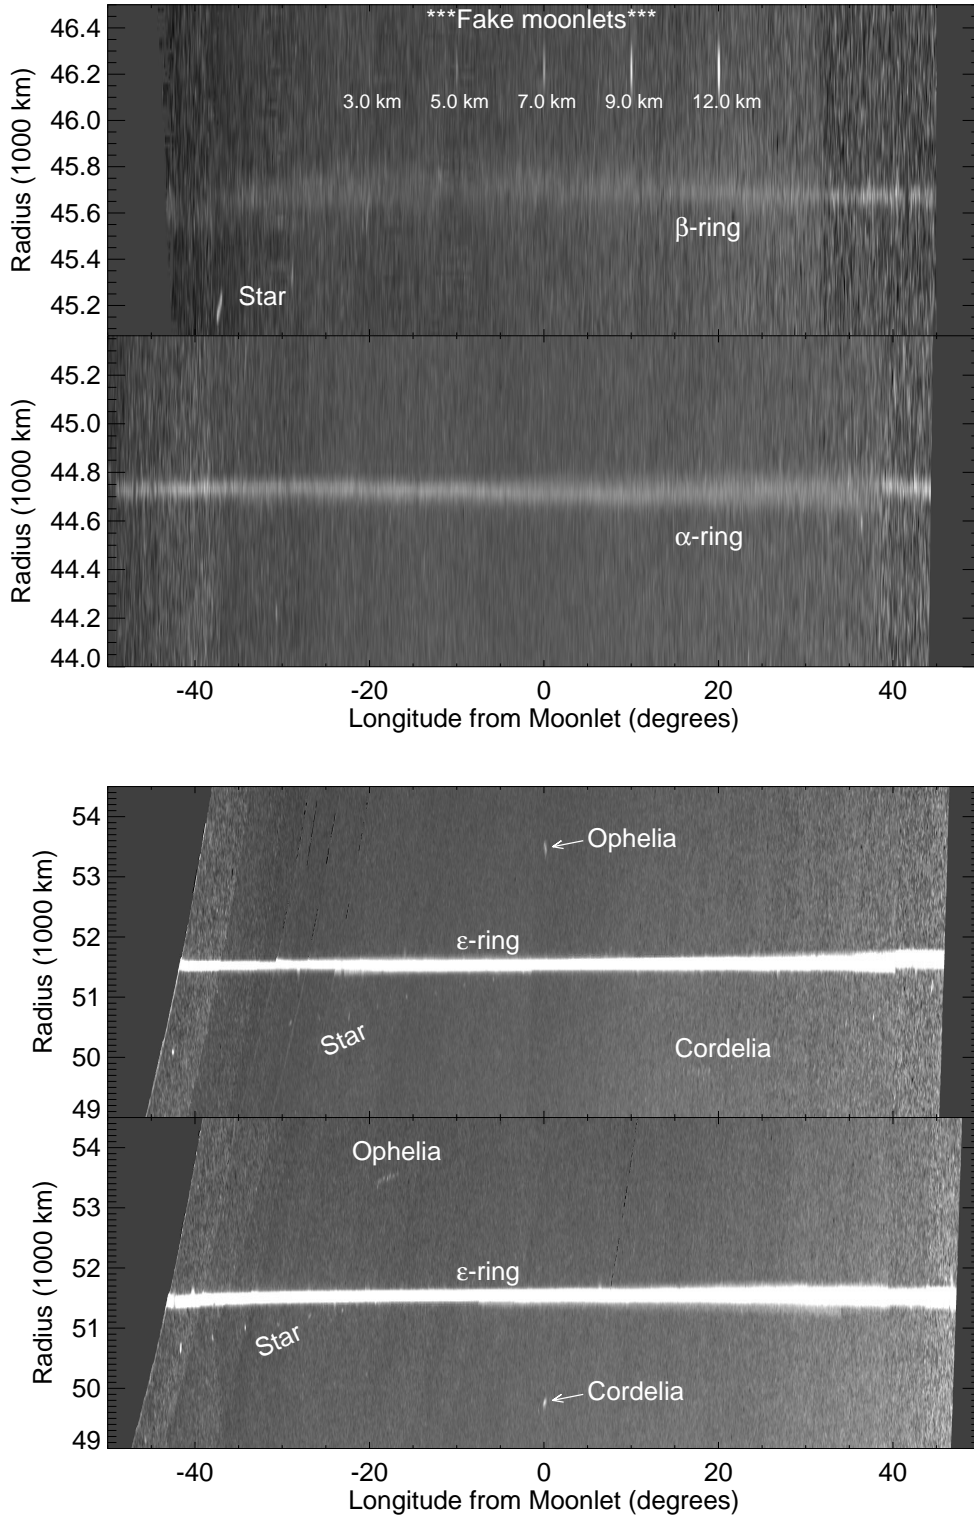 ***Fake moonlets***
46.4
46.2
46.0
45.8
45.6
45.4
45.2
Radius (1000 km)
3.0 km 5.0 km 7.0 km 9.0 km 12.0 km
β-ring
Star
45.2
45.0
44.8
44.6
44.4
44.2
44.0
Radius (1000 km)
α-ring
-40 -20 0 20 40
Longitude from Moonlet (degrees)
54
53
52
51
50
49
Radius (1000 km)
Ophelia
ε-ring
Star
Cordelia
54
53
52
51
50
49
Radius (1000 km)
Ophelia
ε-ring
Star
Cordelia
-40 -20 0 20 40
Longitude from Moonlet (degrees)